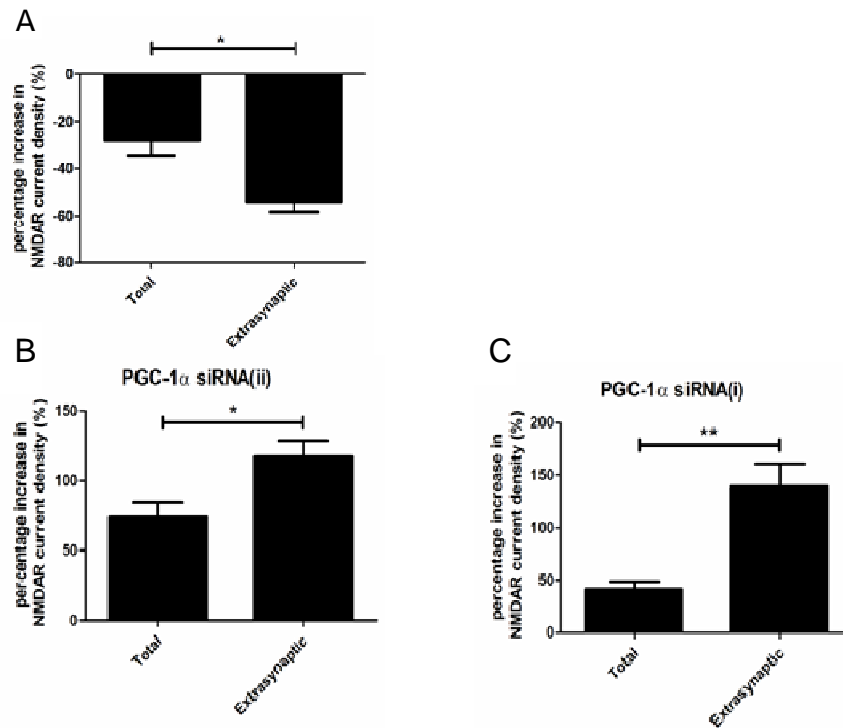 A
*
percentage increase in
NMDAR current density (%)
0
-20
-40
-60
-80
Total
Extrasynaptic
B
PGC-1α siRNA(ii)
*
percentage increase in
NMDAR current density (%)
150
100
50
0
Total
Extrasynaptic
C
PGC-1α siRNA(i)
**
percentage increase in
NMDAR current density (%)
200
150
100
50
0
Total
Extrasynaptic